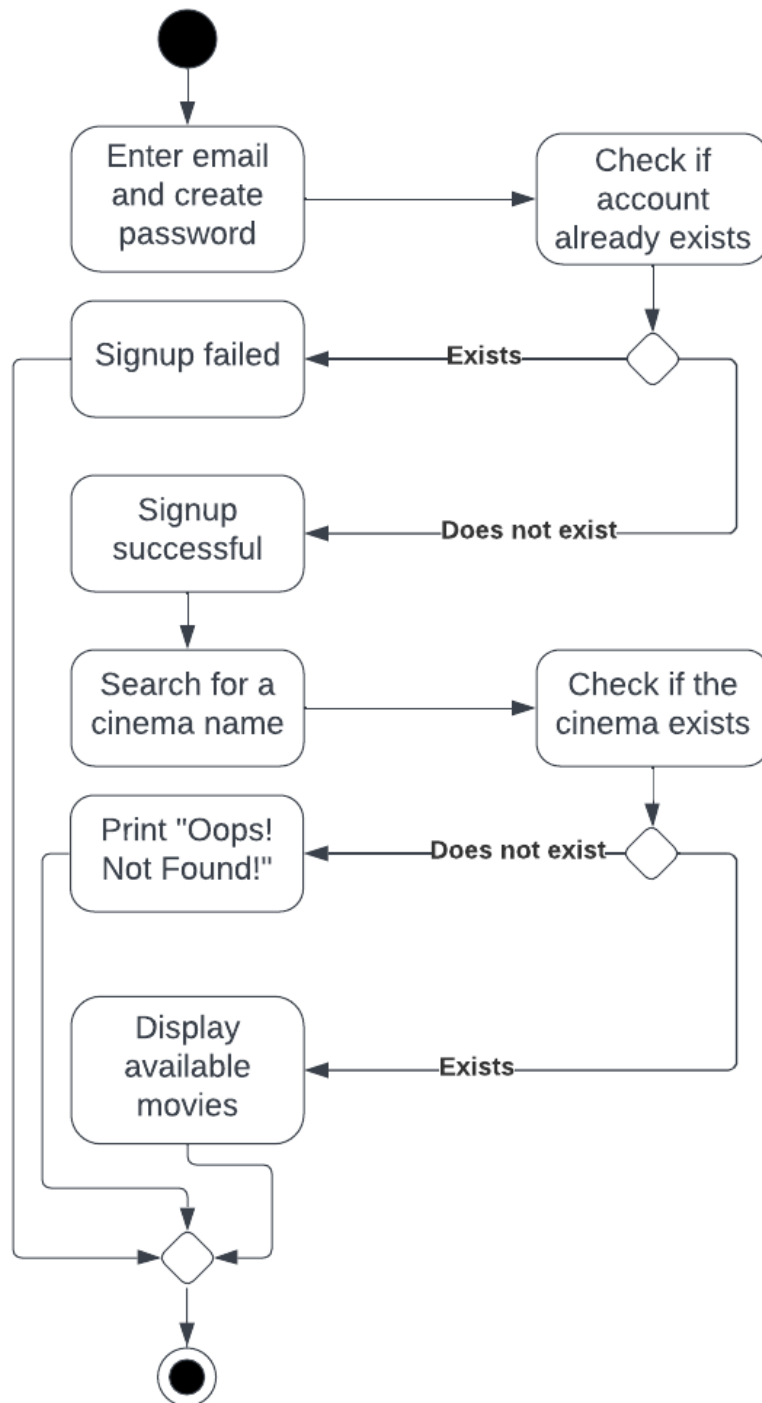 Enter email
and create
password
Check if
account
already exists
Signup failed
Exists
Signup
successful
Does not exist
Search for a
cinema name
Check if the
cinema exists
Print "Oops!
Not Found!"
Does not exist
Display
available
movies
Exists